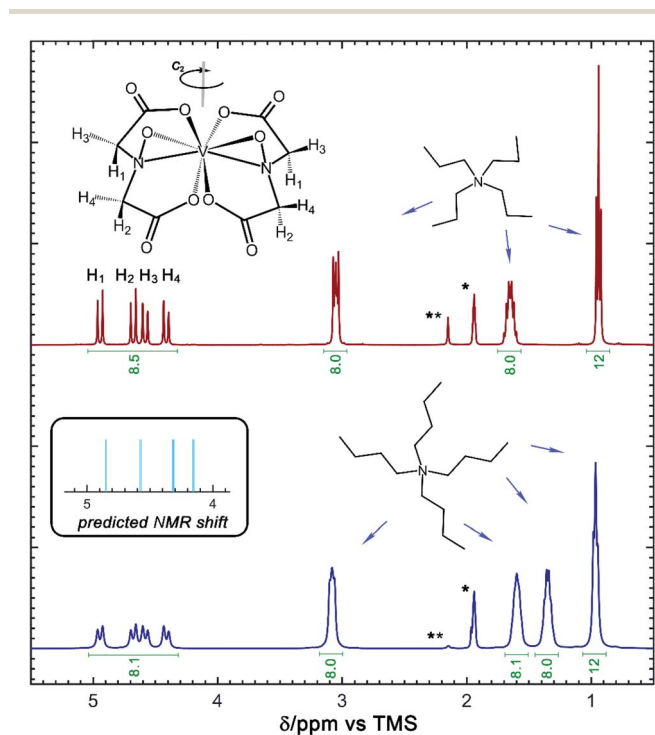 C₂
O
O
O
O
H₃
O
O
H₃
H₁
N
V
N
H₁
H₄
O
O
H₄
H₂
O
O
H₂
N
H₁ H₂ H₃ H₄
**
*
8.5
8.0
8.0
12
N
5
4
predicted NMR shift
**
*
8.1
8.0
8.1
8.0
12
5
4
3
2
1
δ/ppm vs TMS